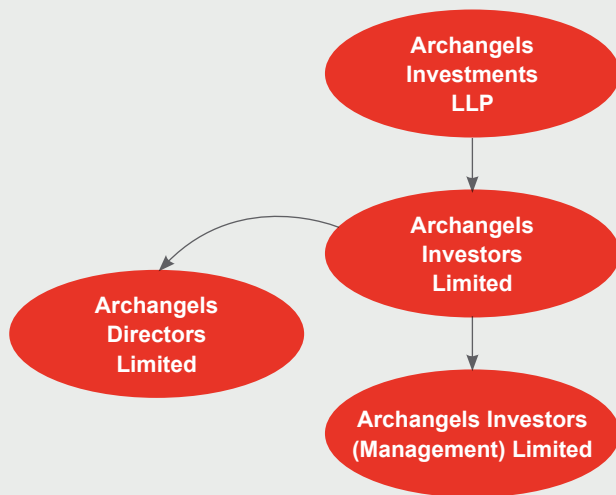 Archangels
Investments
LLP
Archangels
Investors
Limited
Archangels
Directors
Limited
Archangels Investors
(Management) Limited